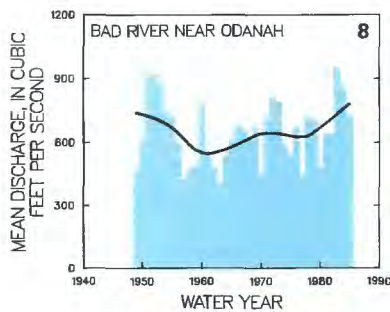 BAD RIVER NEAR ODANAH 8
MEAN DISCHARGE, IN CUBIC
FEET PER SECOND
1200
900
600
300
0
1940 1950 1960 1970 1980 1990
WATER YEAR